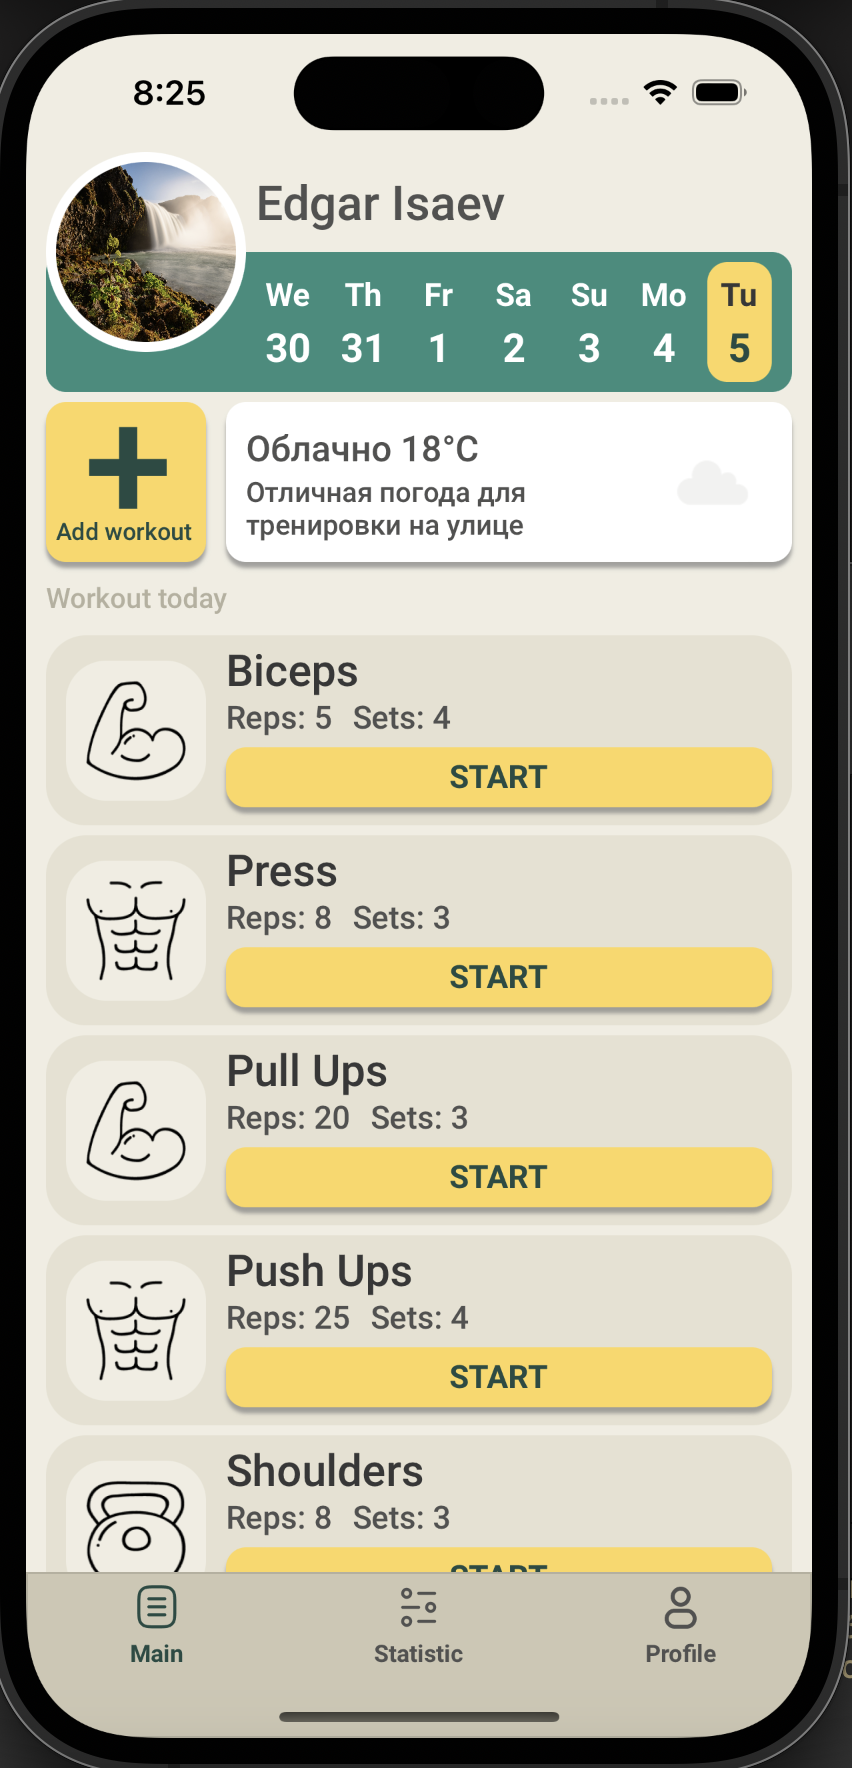 8:25
Edgar Isaev
We Th Fr Sa Su Mo Tu
30 31 1 2 3 4 5
Add workout
Облачно 18°C
Отличная погода для
тренировки на улице
Workout today
Biceps
Reps: 5 Sets: 4
START
Press
Reps: 8 Sets: 3
START
Pull Ups
Reps: 20 Sets: 3
START
Push Ups
Reps: 25 Sets: 4
START
Shoulders
Reps: 8 Sets: 3
START
Main Statistic Profile